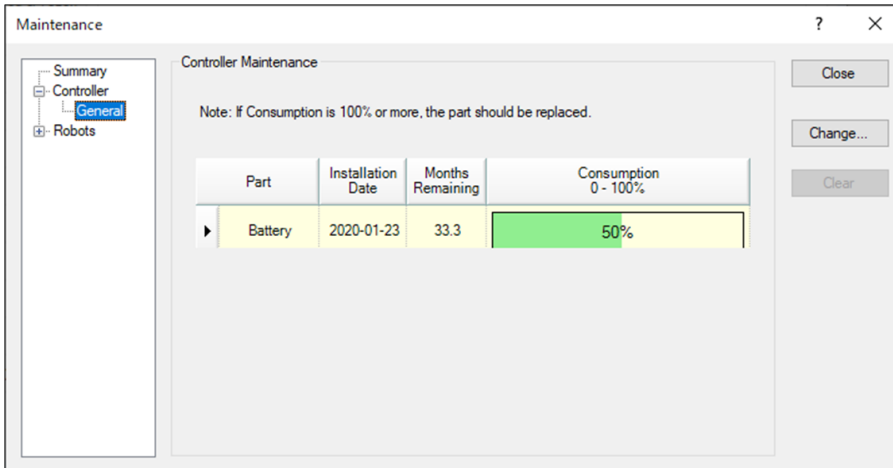 Maintenance
?
Summary
Controller
General
Robots
Controller Maintenance
Note: If Consumption is 100% or more, the part should be replaced.
Part
Installation
Date
Months
Remaining
Consumption
0 - 100%
Battery
2020-01-23
33.3
50%
Close
Change...
Clear